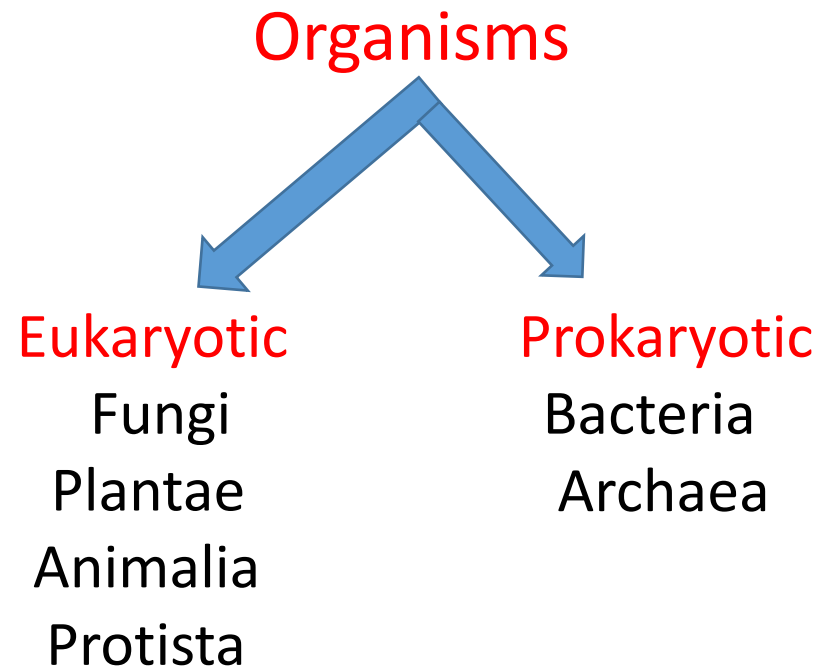 Organisms
Eukaryotic
Fungi
Plantae
Animalia
Protista
Prokaryotic
Bacteria
Archaea